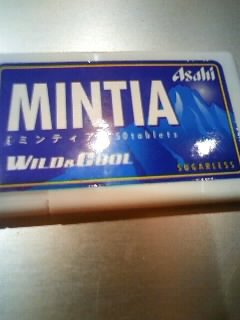 Asahi
MINTIA
ミンティア 50tablets
WILD&COOL
SUGARLESS